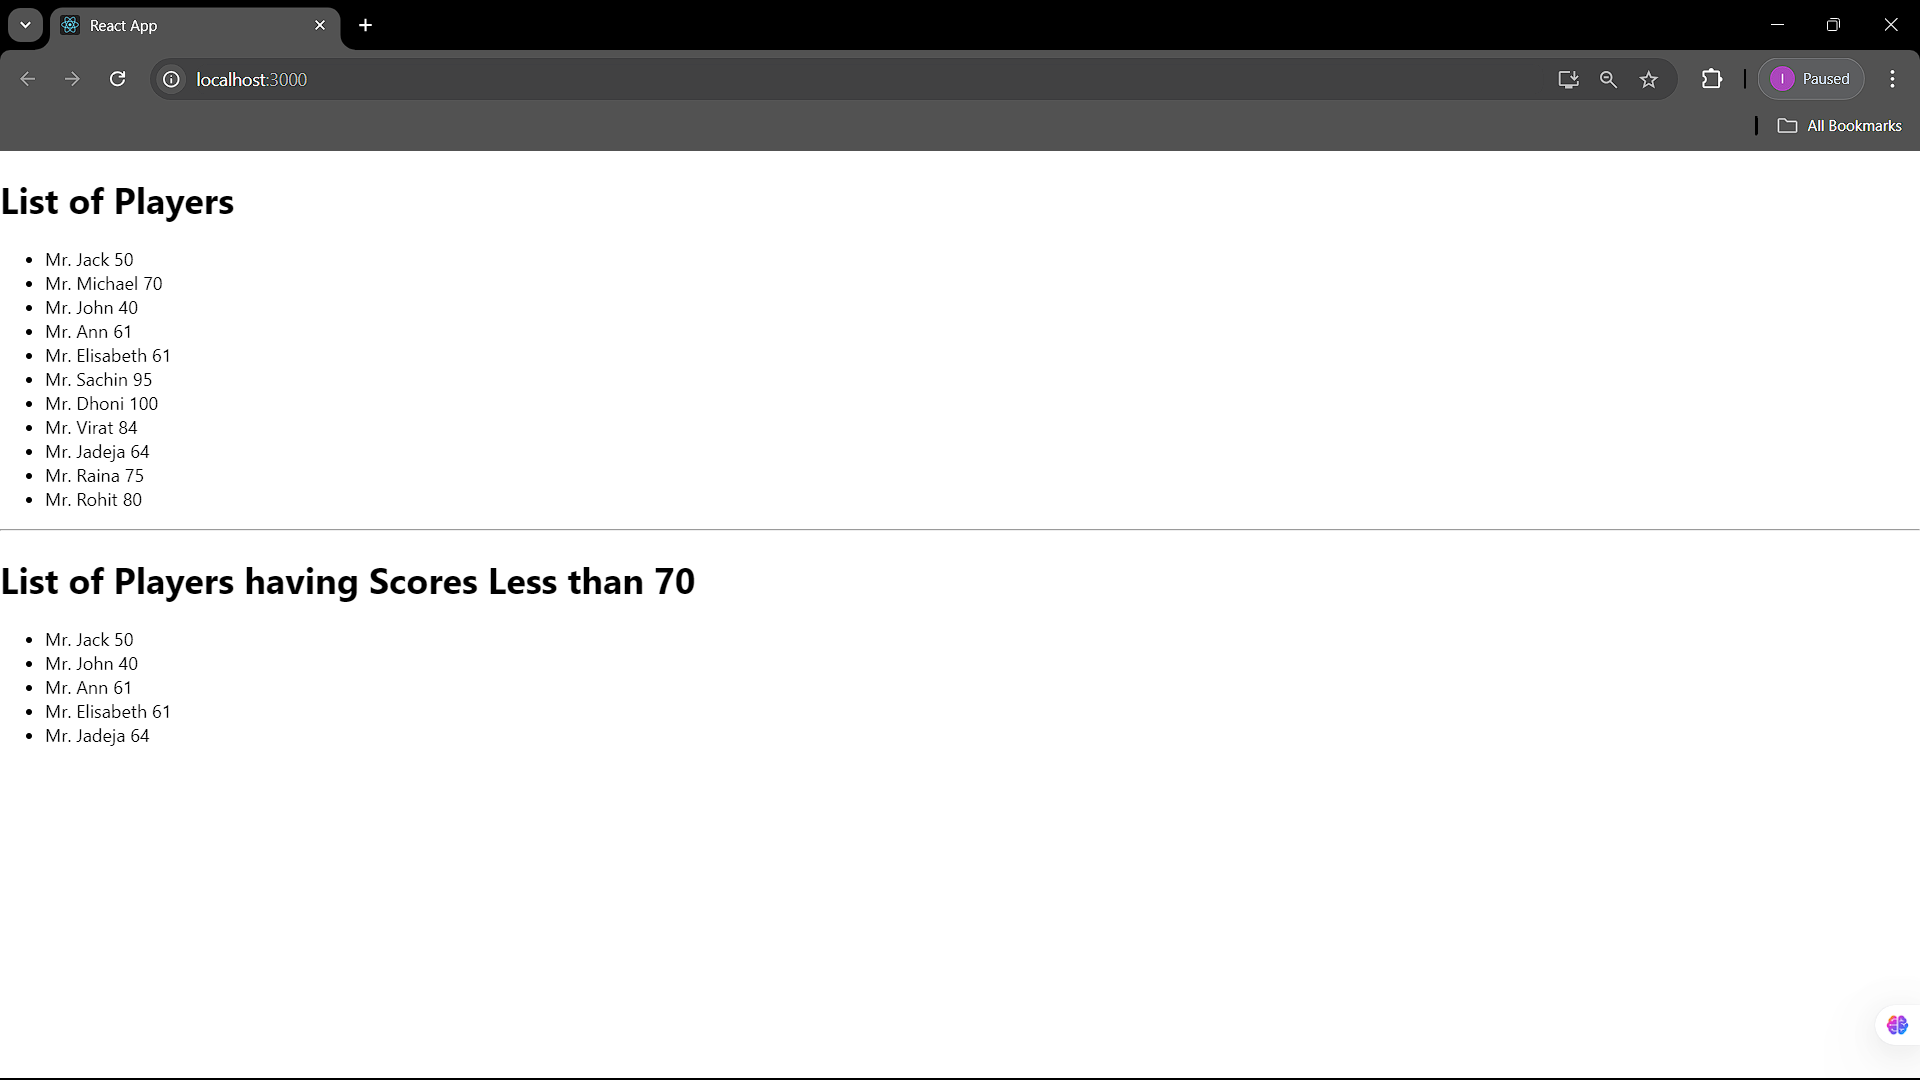 React App
localhost:3000
I
Paused
All Bookmarks
List of Players
• Mr. Jack 50
• Mr. Michael 70
• Mr. John 40
• Mr. Ann 61
• Mr. Elisabeth 61
• Mr. Sachin 95
• Mr. Dhoni 100
• Mr. Virat 84
• Mr. Jadeja 64
• Mr. Raina 75
• Mr. Rohit 80
List of Players having Scores Less than 70
• Mr. Jack 50
• Mr. John 40
• Mr. Ann 61
• Mr. Elisabeth 61
• Mr. Jadeja 64